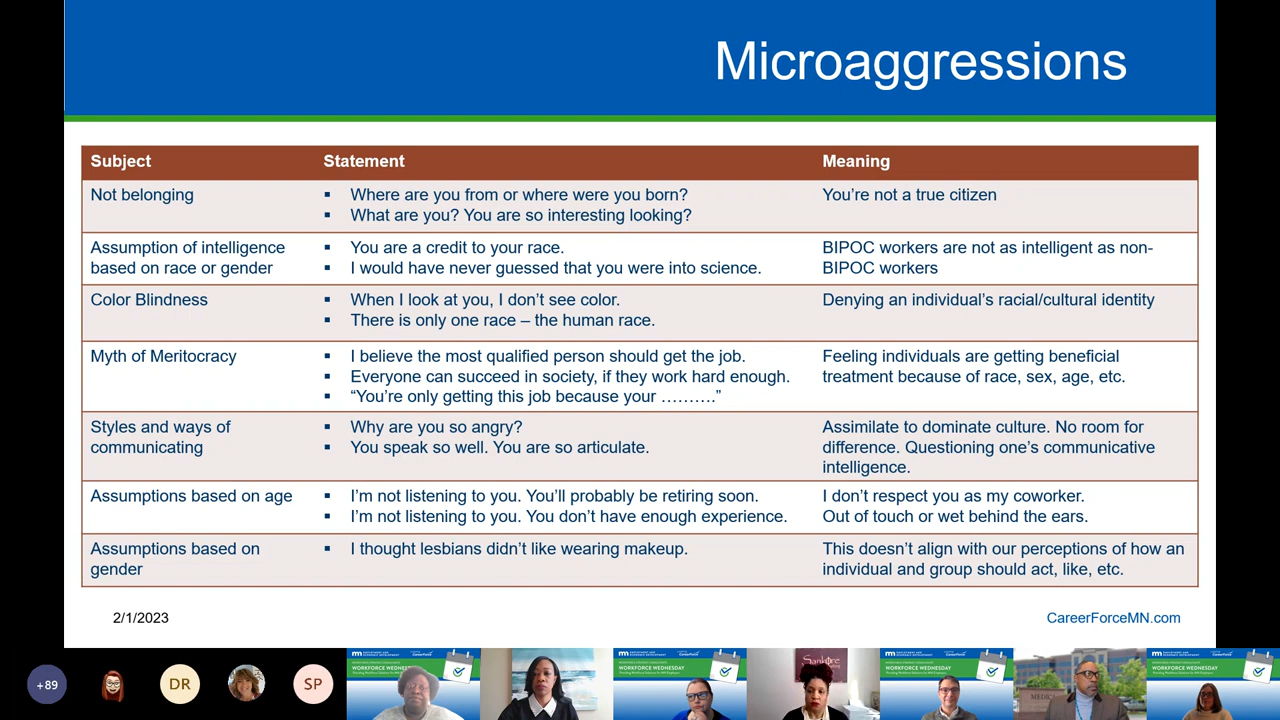 Microaggressions
Subject
Statement
Meaning
Not belonging
▪ Where are you from or where were you born?
▪ What are you? You are so interesting looking?
You're not a true citizen
Assumption of intelligence
based on race or gender
▪ You are a credit to your race.
▪ I would have never guessed that you were into science.
BIPOC workers are not as intelligent as non-
BIPOC workers
Color Blindness
▪ When I look at you, I don't see color.
▪ There is only one race – the human race.
Denying an individual's racial/cultural identity
Myth of Meritocracy
▪ I believe the most qualified person should get the job.
▪ Everyone can succeed in society, if they work hard enough.
▪ "You're only getting this job because your ………."
Feeling individuals are getting beneficial
treatment because of race, sex, age, etc.
Styles and ways of
communicating
▪ Why are you so angry?
▪ You speak so well. You are so articulate.
Assimilate to dominate culture. No room for
difference. Questioning one's communicative
intelligence.
Assumptions based on age
▪ I'm not listening to you. You'll probably be retiring soon.
▪ I'm not listening to you. You don't have enough experience.
I don't respect you as my coworker.
Out of touch or wet behind the ears.
Assumptions based on
gender
▪ I thought lesbians didn't like wearing makeup.
This doesn't align with our perceptions of how an
individual and group should act, like, etc.
2/1/2023
CareerForceMN.com
+89
DR
SP
WORKFORCE WEDNESDAY
WORKFORCE WEDNESDAY
WORKFORCE WEDNESDAY
WORKFORCE WEDNESDAY